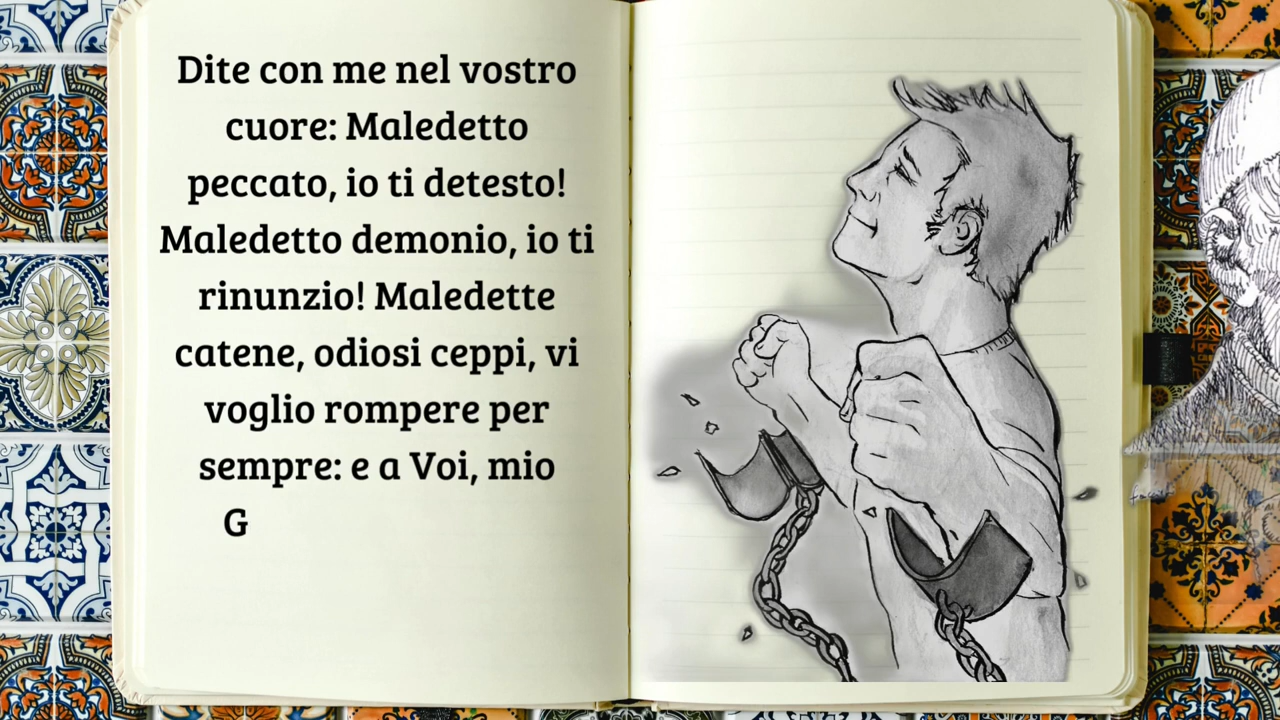 Dite con me nel vostro
cuore: Maledetto
peccato, io ti detesto!
Maledetto demonio, io ti
rinunzio! Maledette
catene, odiosi ceppi, vi
voglio rompere per
sempre: e a Voi, mio
G